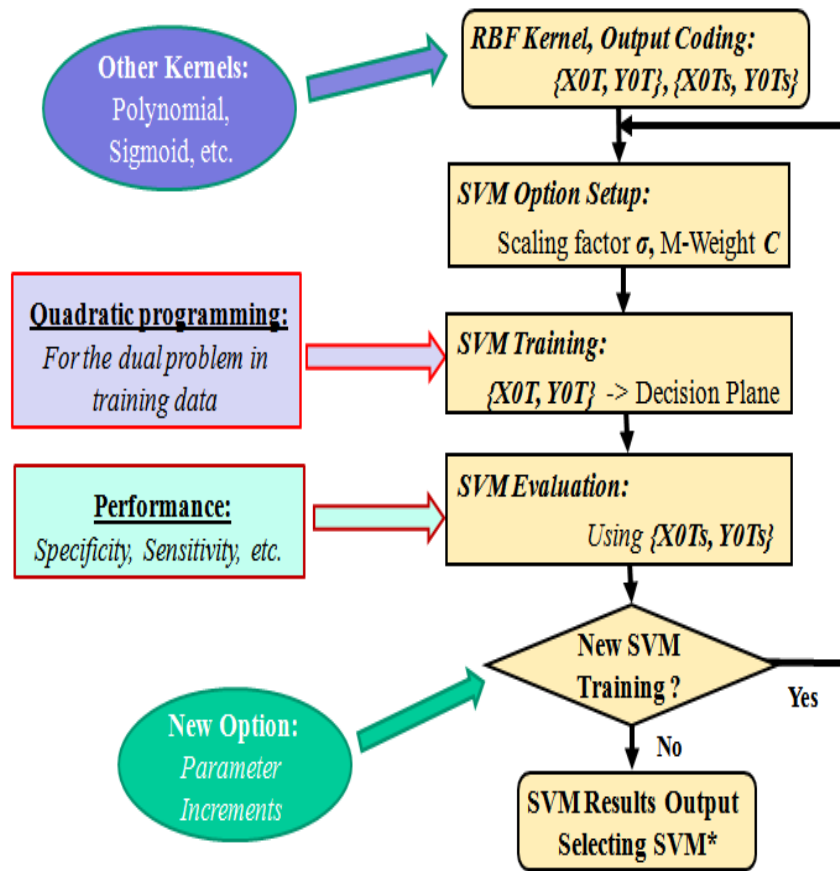 Other Kernels:
Polynomial,
Sigmoid, etc.
RBF Kernel, Output Coding:
{X0T, Y0T}, {X0Ts, Y0Ts}
SVM Option Setup:
Scaling factor σ, M-Weight C
Quadratic programming:
For the dual problem in
training data
SVM Training:
{X0T, Y0T} -> Decision Plane
Performance:
Specificity, Sensitivity, etc.
SVM Evaluation:
Using {X0Ts, Y0Ts}
New SVM
Training ?
Yes
No
New Option:
Parameter
Increments
SVM Results Output
Selecting SVM*